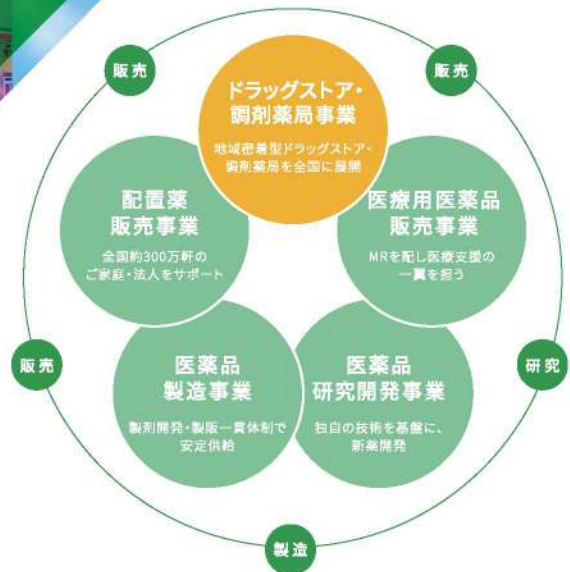 販売
販売
ドラッグストア・
調剤薬局事業
地域密着型ドラッグストア・
調剤薬局を全国に展開
配置薬
販売事業
全国約300万軒の
ご家庭・法人をサポート
医療用医薬品
販売事業
MRを配し医療支援の
一翼を担う
販売
医薬品
製造事業
製剤開発・製販一貫体制で
安定供給
医薬品
研究開発事業
独自の技術を基盤に、
新薬開発
研究
製造